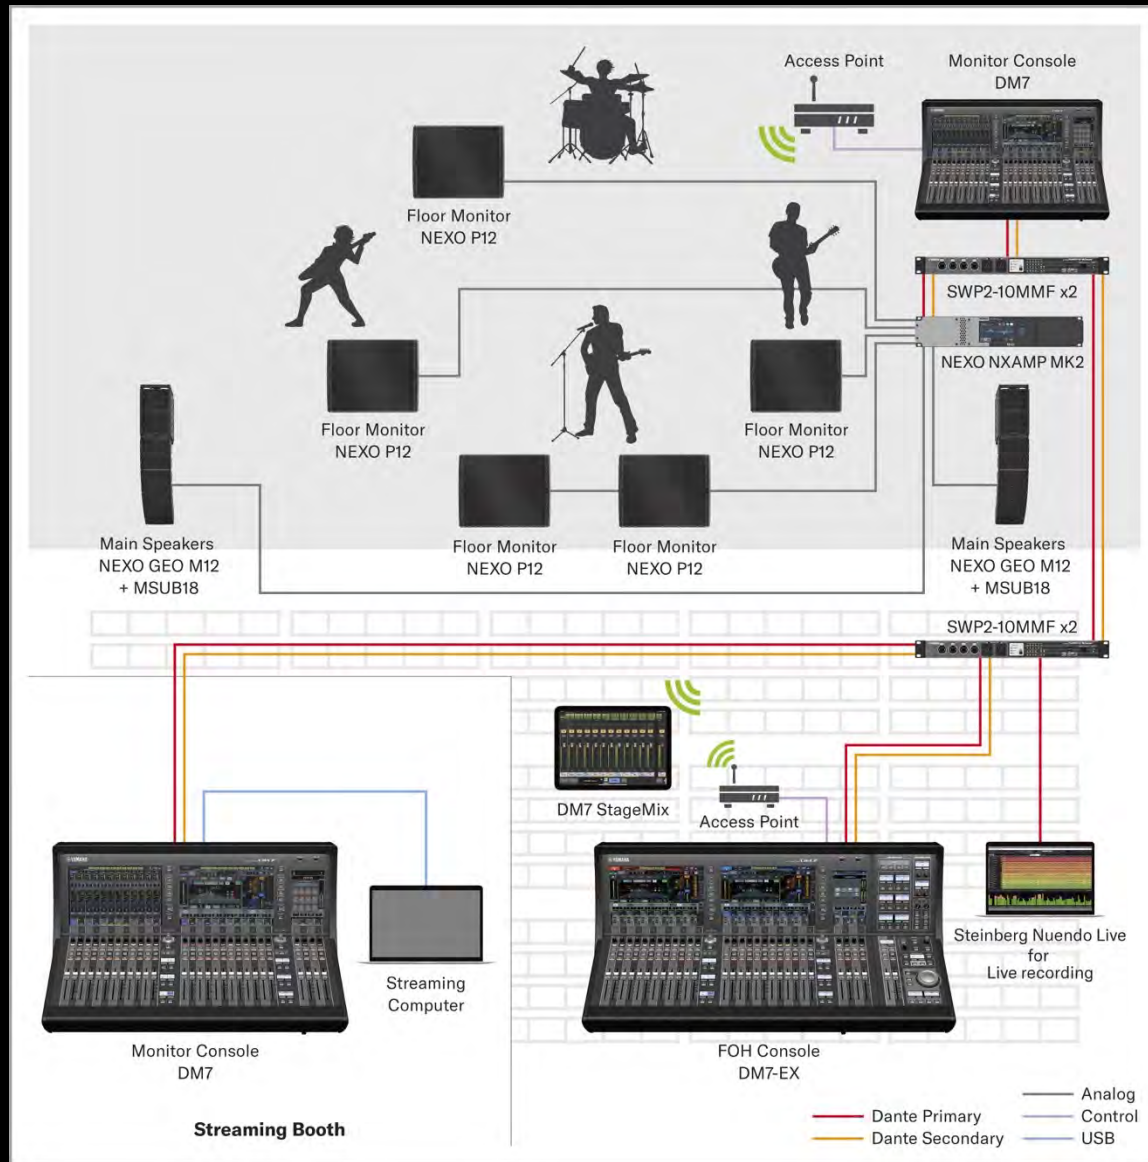 Access Point
Monitor Console
DM7
Floor Monitor
NEXO P12
SWP2-10MMF x2
NEXO NXAMP MK2
Floor Monitor
NEXO P12
Floor Monitor
NEXO P12
Main Speakers
NEXO GEO M12
+ MSUB18
Floor Monitor
NEXO P12
Floor Monitor
NEXO P12
Main Speakers
NEXO GEO M12
+ MSUB18
SWP2-10MMF x2
DM7 StageMix
Access Point
YAMAHA
YAMAHA
Streaming
Computer
Steinberg Nuendo Live
for
Live recording
Monitor Console
DM7
FOH Console
DM7-EX
Streaming Booth
Dante Primary
Dante Secondary
Analog
Control
USB